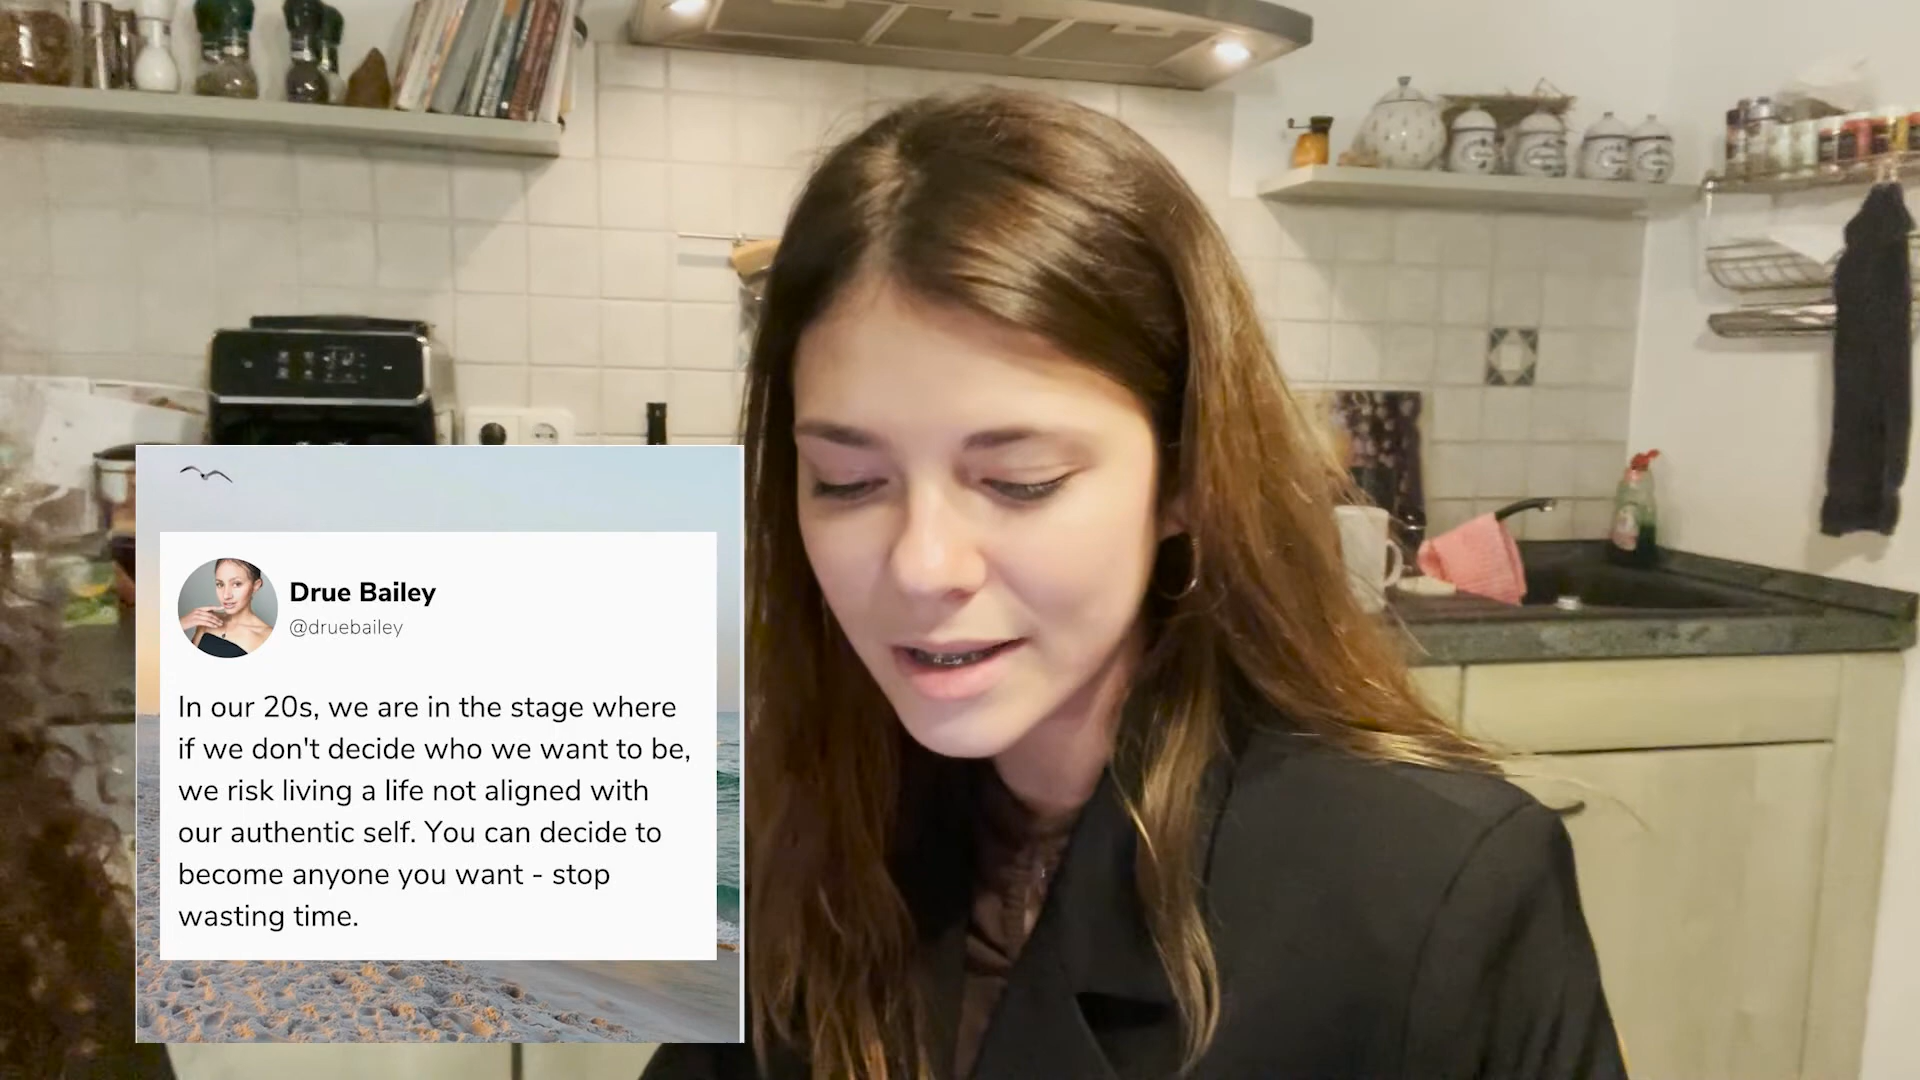 Drue Bailey
@druebailey
In our 20s, we are in the stage where
if we don't decide who we want to be,
we risk living a life not aligned with
our authentic self. You can decide to
become anyone you want - stop
wasting time.